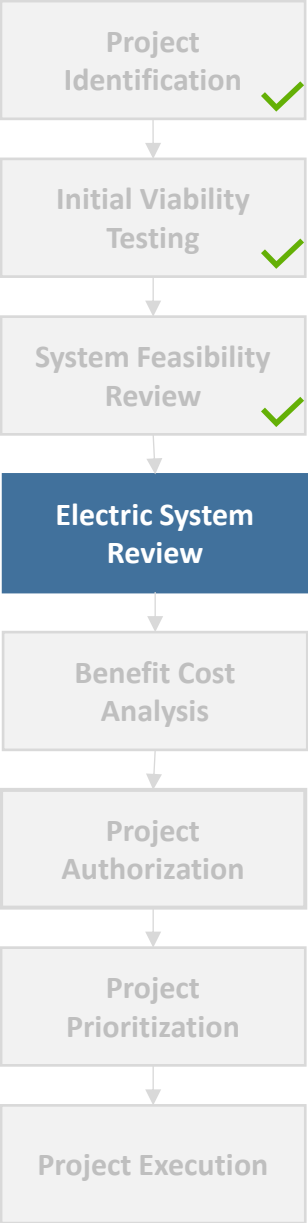 Project
Identification
Initial Viability
Testing
System Feasibility
Review
Electric System
Review
Benefit Cost
Analysis
Project
Authorization
Project
Prioritization
Project Execution